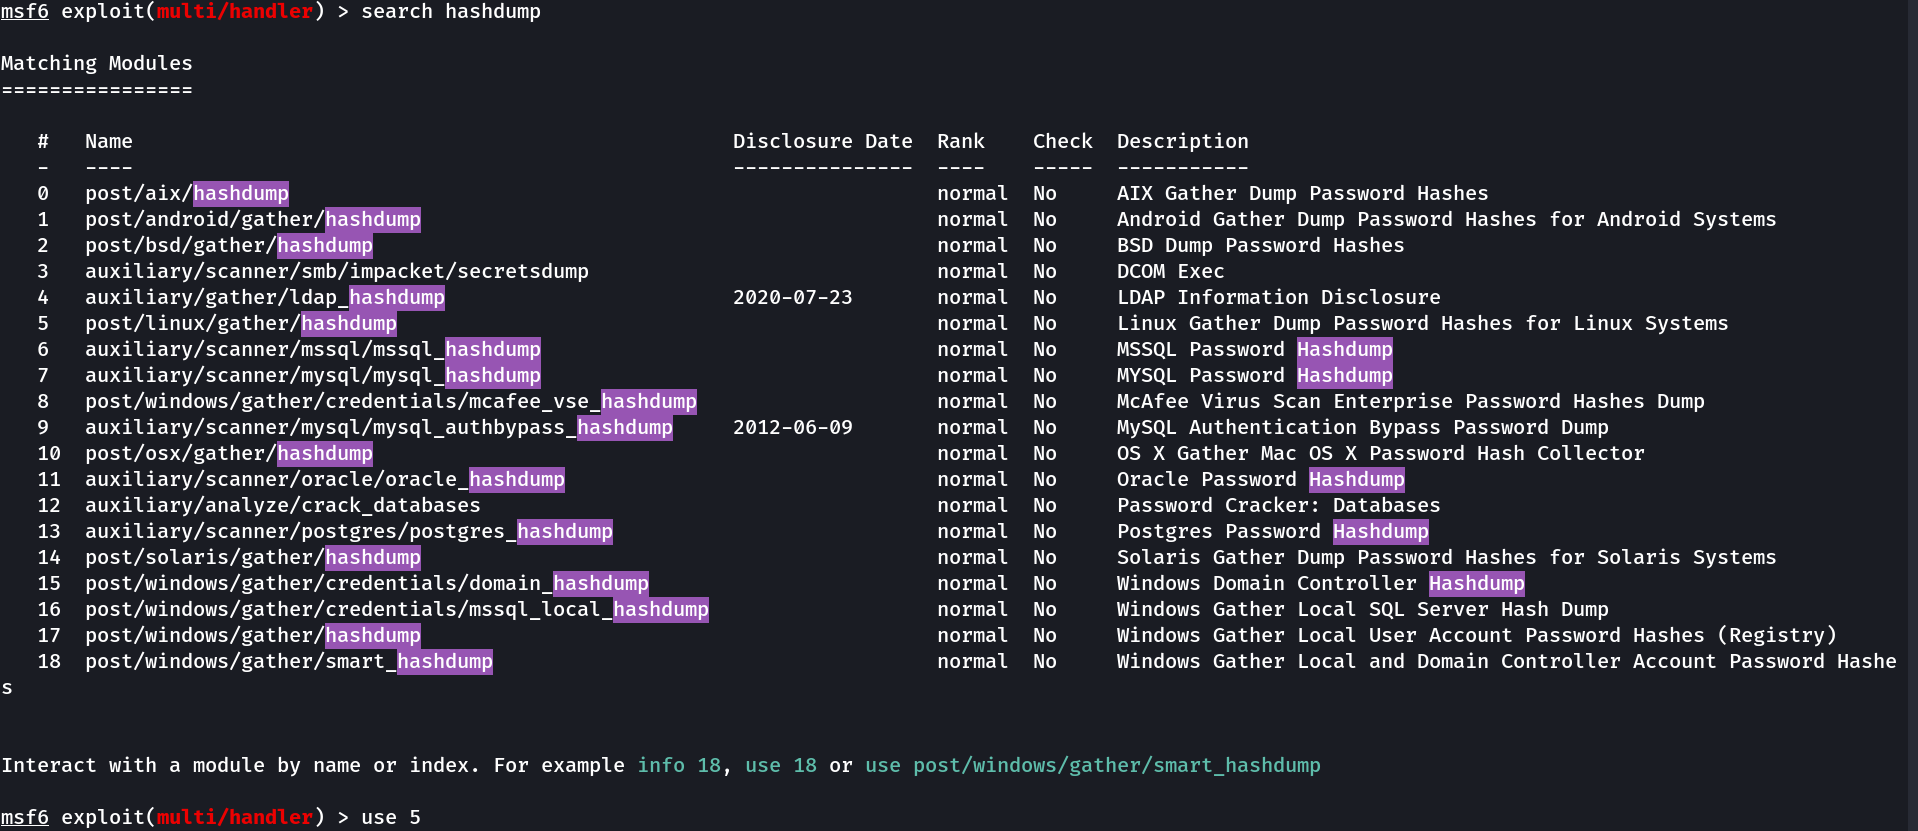 msf6 exploit(multi/handler) > search hashdump
Matching Modules
================
#   Name                                                  Disclosure Date  Rank    Check  Description
-   ----                                                  ---------------  ----    -----  -----------
0   post/aix/hashdump                                                      normal  No     AIX Gather Dump Password Hashes
1   post/android/gather/hashdump                                           normal  No     Android Gather Dump Password Hashes for Android Systems
2   post/bsd/gather/hashdump                                               normal  No     BSD Dump Password Hashes
3   auxiliary/scanner/smb/impacket/secretsdump                             normal  No     DCOM Exec
4   auxiliary/gather/ldap_hashdump                        2020-07-23       normal  No     LDAP Information Disclosure
5   post/linux/gather/hashdump                                             normal  No     Linux Gather Dump Password Hashes for Linux Systems
6   auxiliary/scanner/mssql/mssql_hashdump                                 normal  No     MSSQL Password Hashdump
7   auxiliary/scanner/mysql/mysql_hashdump                                 normal  No     MYSQL Password Hashdump
8   post/windows/gather/credentials/mcafee_vse_hashdump                    normal  No     McAfee Virus Scan Enterprise Password Hashes Dump
9   auxiliary/scanner/mysql/mysql_authbypass_hashdump     2012-06-09       normal  No     MySQL Authentication Bypass Password Dump
10  post/osx/gather/hashdump                                               normal  No     OS X Gather Mac OS X Password Hash Collector
11  auxiliary/scanner/oracle/oracle_hashdump                               normal  No     Oracle Password Hashdump
12  auxiliary/analyze/crack_databases                                      normal  No     Password Cracker: Databases
13  auxiliary/scanner/postgres/postgres_hashdump                           normal  No     Postgres Password Hashdump
14  post/solaris/gather/hashdump                                           normal  No     Solaris Gather Dump Password Hashes for Solaris Systems
15  post/windows/gather/credentials/domain_hashdump                        normal  No     Windows Domain Controller Hashdump
16  post/windows/gather/credentials/mssql_local_hashdump                   normal  No     Windows Gather Local SQL Server Hash Dump
17  post/windows/gather/hashdump                                           normal  No     Windows Gather Local User Account Password Hashes (Registry)
18  post/windows/gather/smart_hashdump                                     normal  No     Windows Gather Local and Domain Controller Account Password Hashe
s
Interact with a module by name or index. For example info 18, use 18 or use post/windows/gather/smart_hashdump
msf6 exploit(multi/handler) > use 5